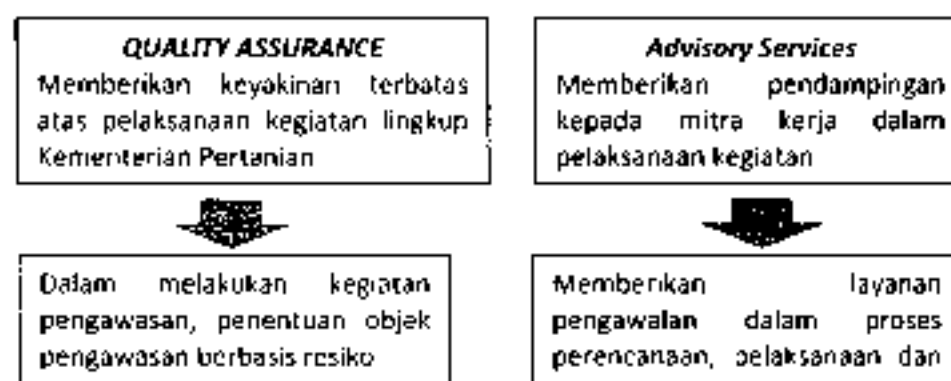 QUALITY ASSURANCE
Memberikan keyakinan terbatas
atas pelaksanaan kegiatan lingkup
Kementerian Pertanian
Advisory Services
Memberikan pendampingan
kepada mitra kerja dalam
pelaksanaan kegiatan
Dalam melakukan kegiatan
pengawasan, penentuan objek
pengawasan berbasis resiko
Memberikan layanan
pengawalan dalam proses
perencanaan, pelaksanaan dan